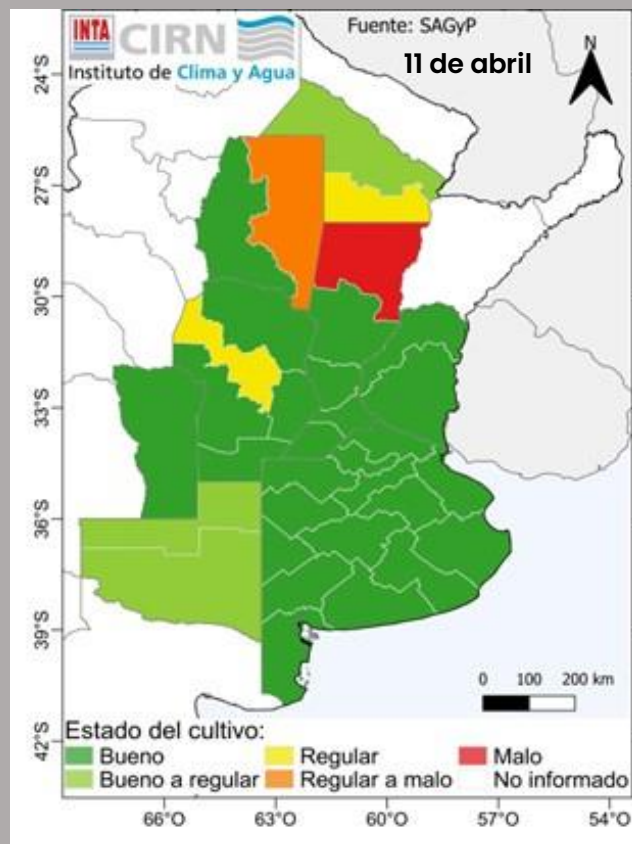 INTA CIRN
Instituto de Clima y Agua
Fuente: SAGyP
11 de abril
N
24°S
27°S
30°S
33°S
36°S
39°S
42°S
0 100 200 km
Estado del cultivo:
Bueno Regular Malo
Bueno a regular Regular a malo No informado
66°O 63°O 60°O 57°O 54°O